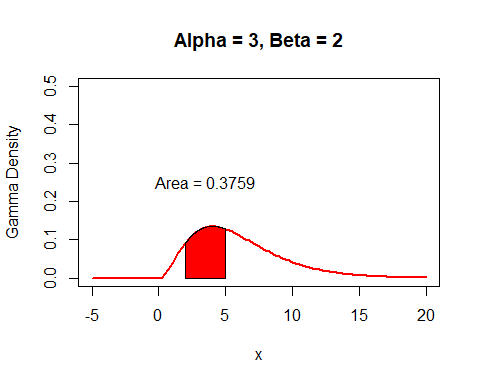 Alpha = 3, Beta = 2
Gamma Density
0.5
0.4
0.3
0.2
0.1
0.0
Area = 0.3759
-5 0 5 10 15 20
x